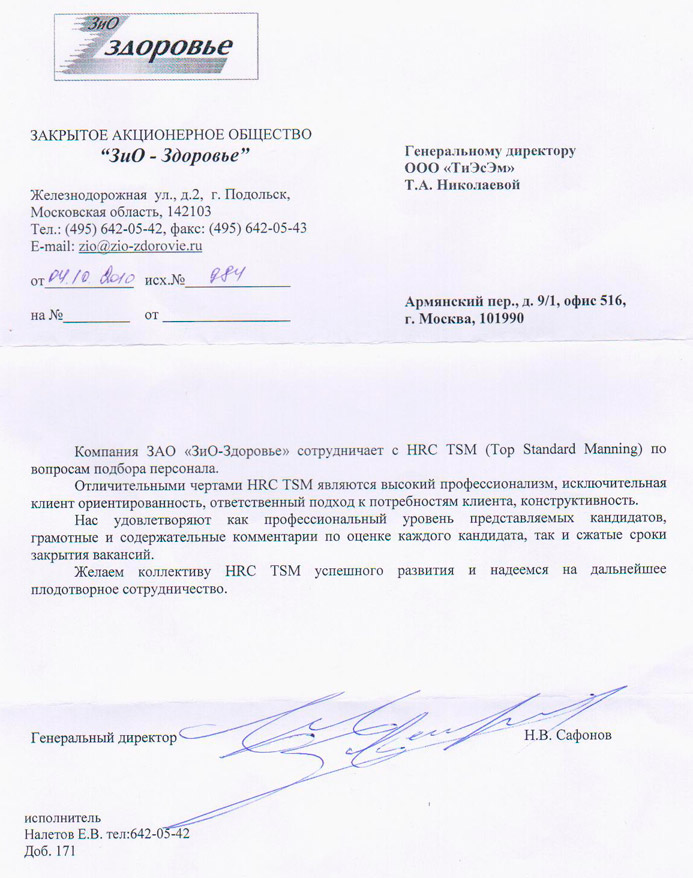 ЗиО
здоровье
ЗАКРЫТОЕ АКЦИОНЕРНОЕ ОБЩЕСТВО
“ЗиО - Здоровье”
Железнодорожная ул., д.2, г. Подольск,
Московская область, 142103
Тел.: (495) 642-05-42, факс: (495) 642-05-43
E-mail: zio@zio-zdorovie.ru
от 04.10. 2010 исх.№ 984
на №_________ от _________________
Генеральному директору
ООО «ТиЭсЭм»
Т.А. Николаевой
Армянский пер., д. 9/1, офис 516,
г. Москва, 101990
Компания ЗАО «ЗиО-Здоровье» сотрудничает с HRC TSM (Top Standard Manning) по
вопросам подбора персонала.
Отличительными чертами HRC TSM являются высокий профессионализм, исключительная
клиент ориентированность, ответственный подход к потребностям клиента, конструктивность.
Нас удовлетворяют как профессиональный уровень представляемых кандидатов,
грамотные и содержательные комментарии по оценке каждого кандидата, так и сжатые сроки
закрытия вакансий.
Желаем коллективу HRC TSM успешного развития и надеемся на дальнейшее
плодотворное сотрудничество.
Генеральный директор Н.В. Сафонов
исполнитель
Налетов Е.В. тел:642-05-42
Доб. 171